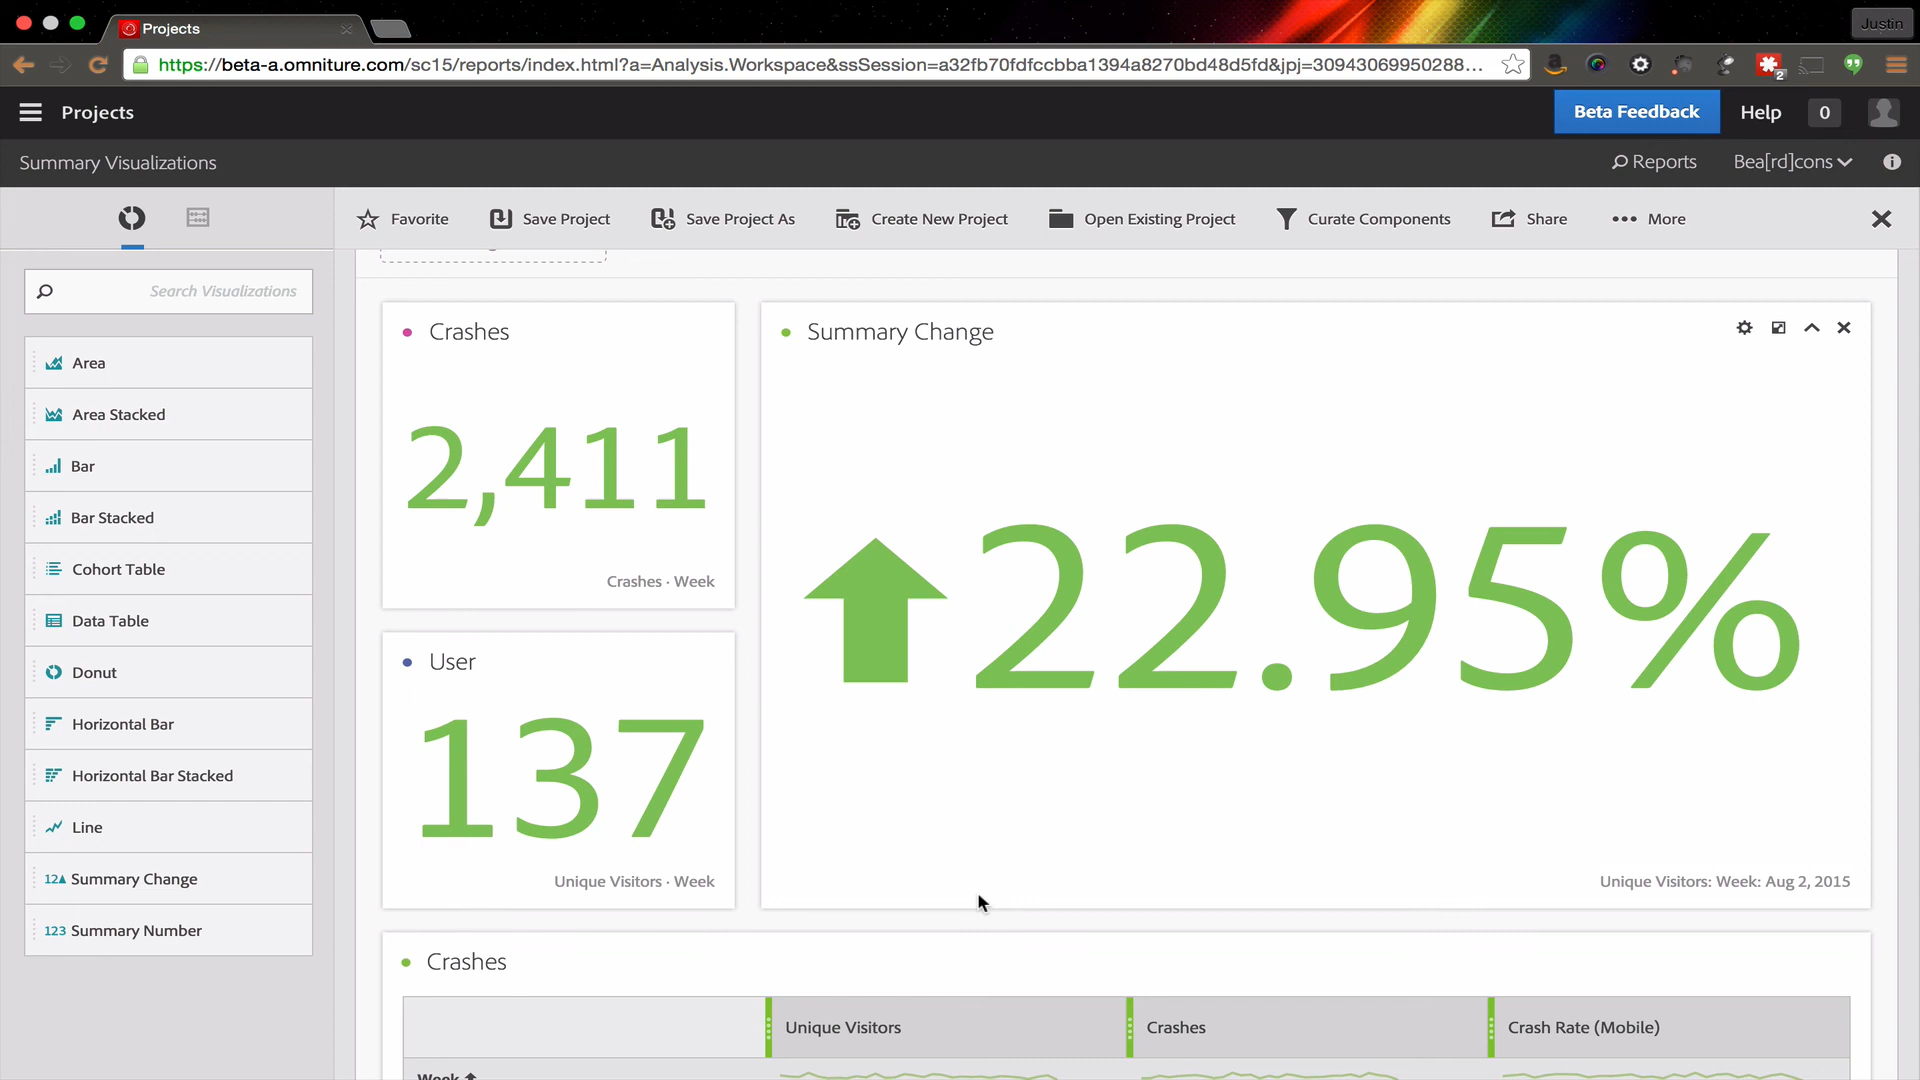 Projects
Justin
https://beta-a.omniture.com/sc15/reports/index.html?a=Analysis.Workspace&ssSession=a32fb70fdfccbba1394a8270bd48d5fd&jpj=30943069950288...
2
Projects
Beta Feedback
Help
0
Summary Visualizations
Reports
Bea[rd]cons
Favorite
Save Project
Save Project As
Create New Project
Open Existing Project
Curate Components
Share
More
Search Visualizations
Area
Area Stacked
Bar
Bar Stacked
Cohort Table
Data Table
Donut
Horizontal Bar
Horizontal Bar Stacked
Line
12▲ Summary Change
123 Summary Number
Crashes
2,411
Crashes · Week
User
137
Unique Visitors · Week
Summary Change
22.95%
Unique Visitors: Week: Aug 2, 2015
Crashes
Unique Visitors
Crashes
Crash Rate (Mobile)
Week